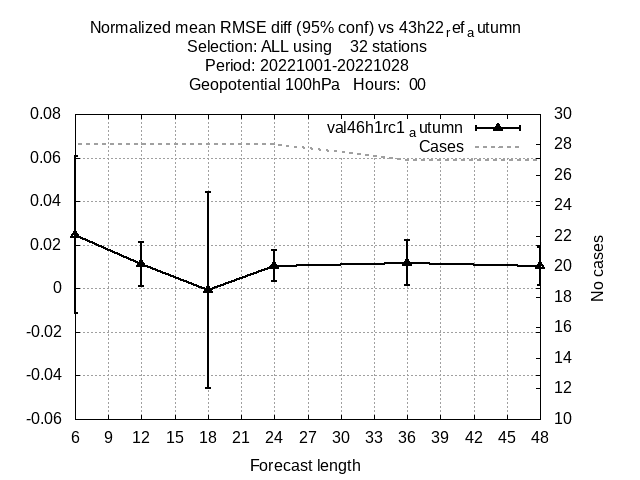 Normalized mean RMSE diff (95% conf) vs 43h22refautumn
Selection: ALL using 32 stations
Period: 20221001-20221028
Geopotential 100hPa Hours: 00
0.08
0.06
0.04
0.02
0
-0.02
-0.04
-0.06
val46h1rc1autumn
Cases
30
28
26
24
22
20
18
16
14
12
10
No cases
6 9 12 15 18 21 24 27 30 33 36 39 42 45 48
Forecast length